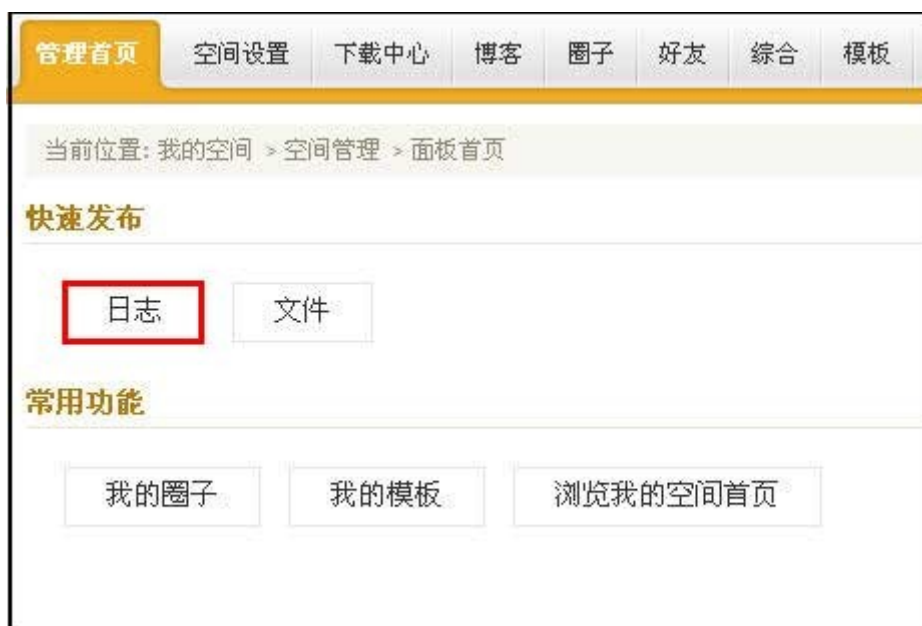 管理首页 空间设置 下载中心 博客 圈子 好友 综合 模板
当前位置: 我的空间 > 空间管理 > 面板首页
快速发布
日志 文件
常用功能
我的圈子 我的模板 浏览我的空间首页